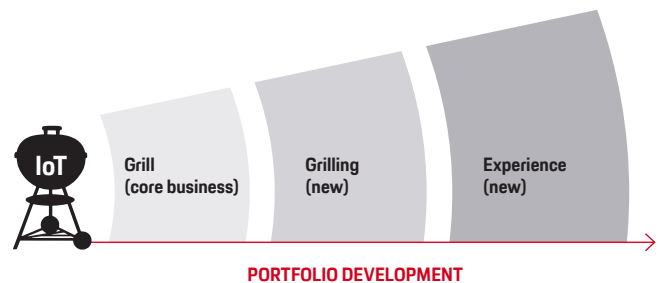 IoT
Grill
(core business)
Grilling
(new)
Experience
(new)
PORTFOLIO DEVELOPMENT